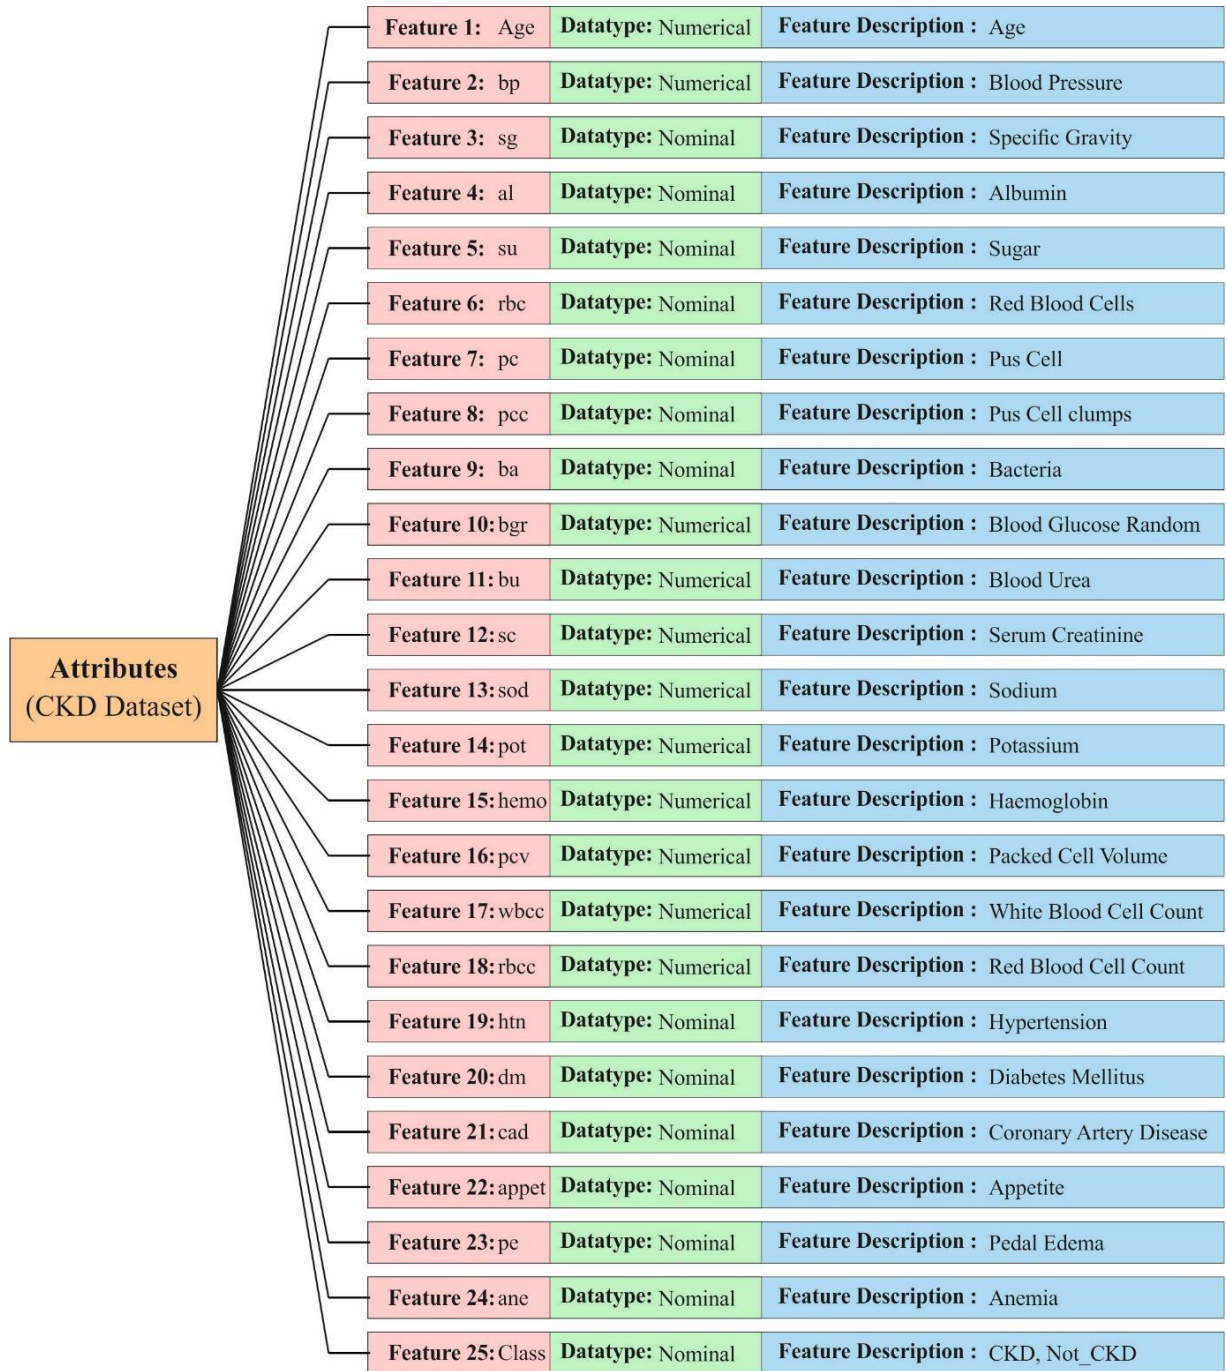 Feature 1: Age Datatype: Numerical Feature Description : Age
Feature 2: bp Datatype: Numerical Feature Description : Blood Pressure
Feature 3: sg Datatype: Nominal Feature Description : Specific Gravity
Feature 4: al Datatype: Nominal Feature Description : Albumin
Feature 5: su Datatype: Nominal Feature Description : Sugar
Feature 6: rbc Datatype: Nominal Feature Description : Red Blood Cells
Feature 7: pc Datatype: Nominal Feature Description : Pus Cell
Feature 8: pcc Datatype: Nominal Feature Description : Pus Cell clumps
Feature 9: ba Datatype: Nominal Feature Description : Bacteria
Feature 10: bgr Datatype: Numerical Feature Description : Blood Glucose Random
Feature 11: bu Datatype: Numerical Feature Description : Blood Urea
Feature 12: sc Datatype: Numerical Feature Description : Serum Creatinine
Attributes
(CKD Dataset)
Feature 13: sod Datatype: Numerical Feature Description : Sodium
Feature 14: pot Datatype: Numerical Feature Description : Potassium
Feature 15: hemo Datatype: Numerical Feature Description : Haemoglobin
Feature 16: pcv Datatype: Numerical Feature Description : Packed Cell Volume
Feature 17: wbcc Datatype: Numerical Feature Description : White Blood Cell Count
Feature 18: rbcc Datatype: Numerical Feature Description : Red Blood Cell Count
Feature 19: htn Datatype: Nominal Feature Description : Hypertension
Feature 20: dm Datatype: Nominal Feature Description : Diabetes Mellitus
Feature 21: cad Datatype: Nominal Feature Description : Coronary Artery Disease
Feature 22: appet Datatype: Nominal Feature Description : Appetite
Feature 23: pe Datatype: Nominal Feature Description : Pedal Edema
Feature 24: ane Datatype: Nominal Feature Description : Anemia
Feature 25: Class Datatype: Nominal Feature Description : CKD, Not_CKD